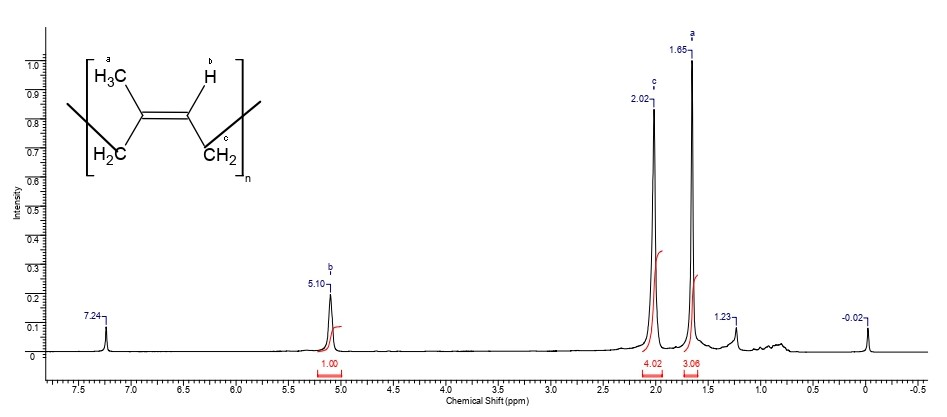 a
1.65
c
2.02
a
b
H₃C
H
c
H₂C
CH₂
n
b
5.10
7.24
1.23
-0.02
1.0
0.9
0.8
0.7
0.6
0.5
0.4
0.3
0.2
0.1
0
Intensity
1.00
4.02
3.06
7.5 7.0 6.5 6.0 5.5 5.0 4.5 4.0 3.5 3.0 2.5 2.0 1.5 1.0 0.5 0 -0.5
Chemical Shift (ppm)